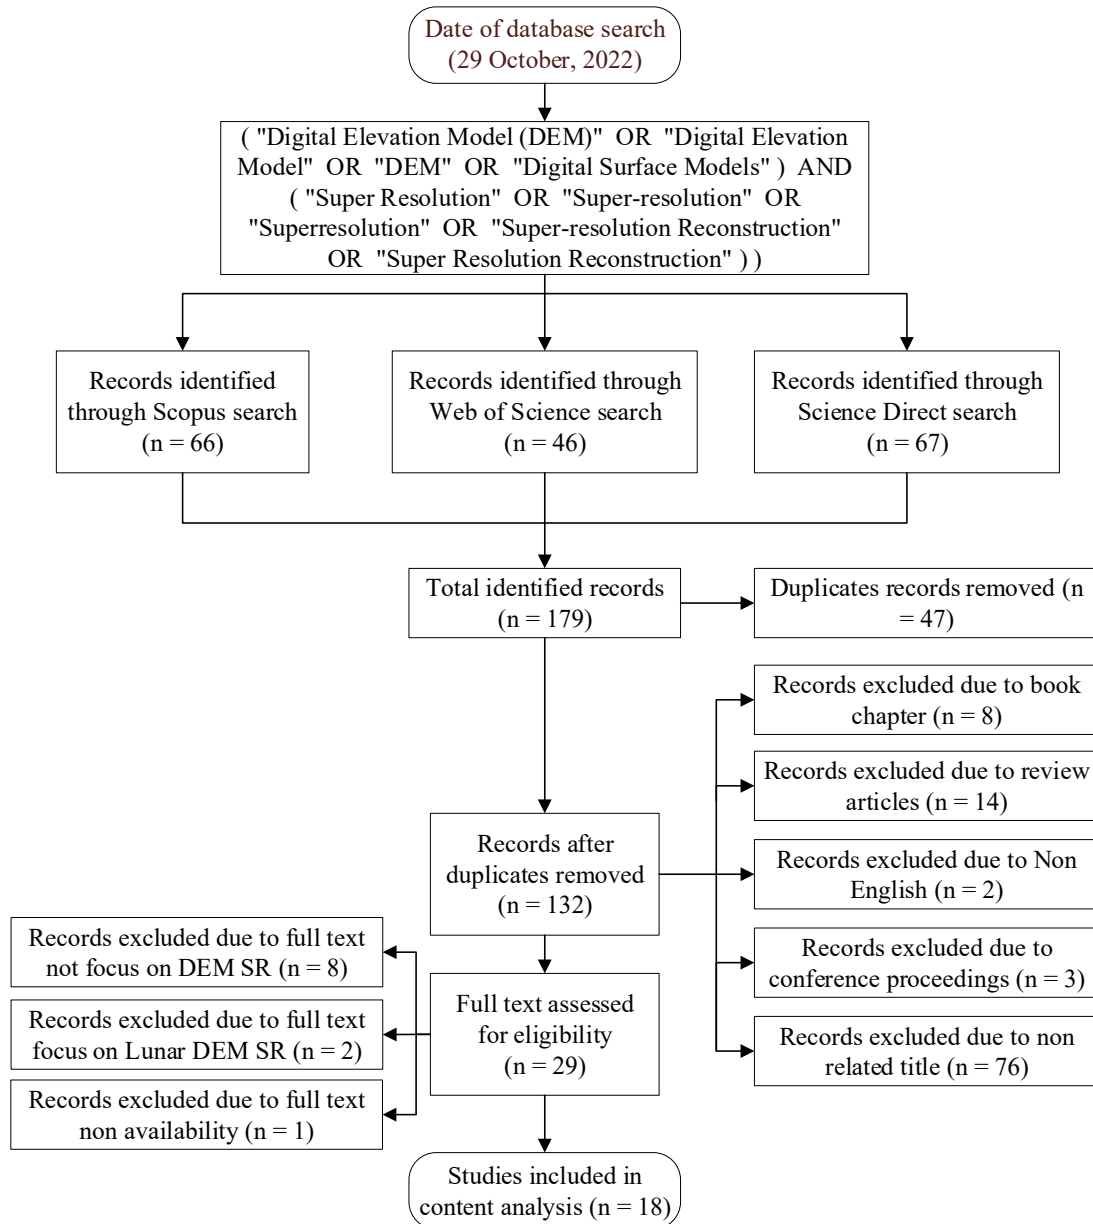 Date of database search
(29 October, 2022)
( "Digital Elevation Model (DEM)" OR "Digital Elevation
Model" OR "DEM" OR "Digital Surface Models" ) AND
( "Super Resolution" OR "Super-resolution" OR
"Superresolution" OR "Super-resolution Reconstruction"
OR "Super Resolution Reconstruction" ) )
Records identified
through Scopus search
(n = 66)
Records identified through
Web of Science search
(n = 46)
Records identified through
Science Direct search
(n = 67)
Total identified records
(n = 179)
Duplicates records removed (n
= 47)
Records excluded due to book
chapter (n = 8)
Records excluded due to review
articles (n = 14)
Records after
duplicates removed
(n = 132)
Records excluded due to Non
English (n = 2)
Records excluded due to
conference proceedings (n = 3)
Records excluded due to non
related title (n = 76)
Records excluded due to full text
not focus on DEM SR (n = 8)
Records excluded due to full text
focus on Lunar DEM SR (n = 2)
Records excluded due to full text
non availability (n = 1)
Full text assessed
for eligibility
(n = 29)
Studies included in
content analysis (n = 18)